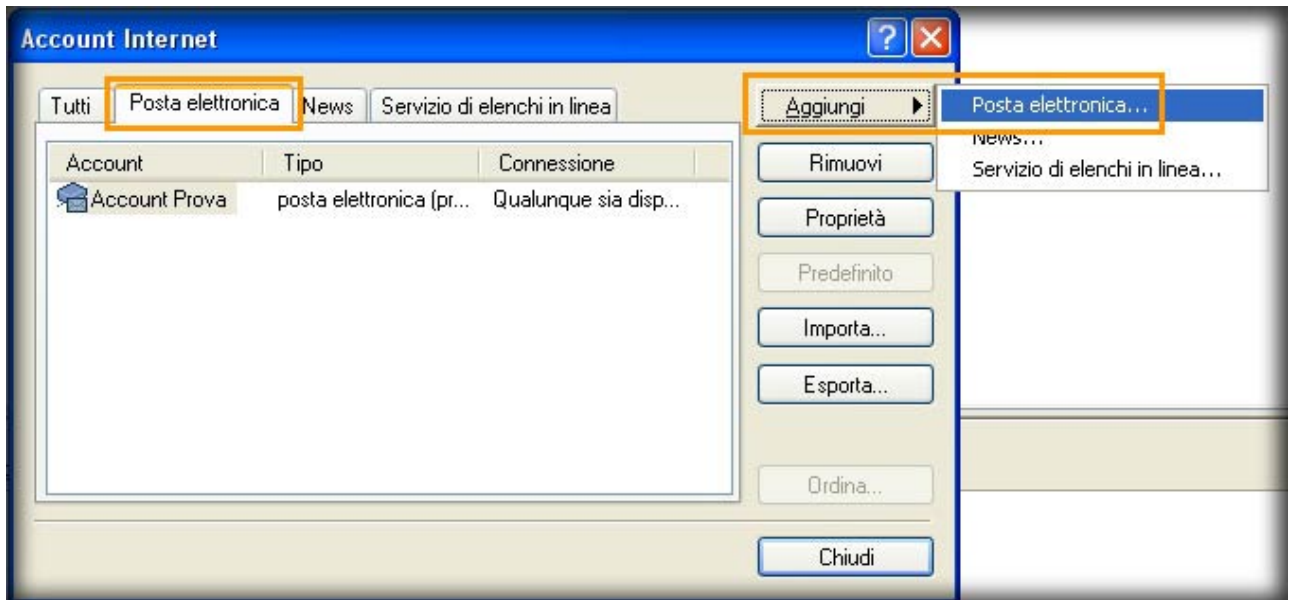 Account Internet
Tutti Posta elettronica News Servizio di elenchi in linea
Account Tipo Connessione
Account Prova posta elettronica (pr... Qualunque sia disp...
Aggiungi
Rimuovi
Proprietà
Predefinito
Importa...
Esporta...
Ordina...
Chiudi
Posta elettronica...
News...
Servizio di elenchi in linea...